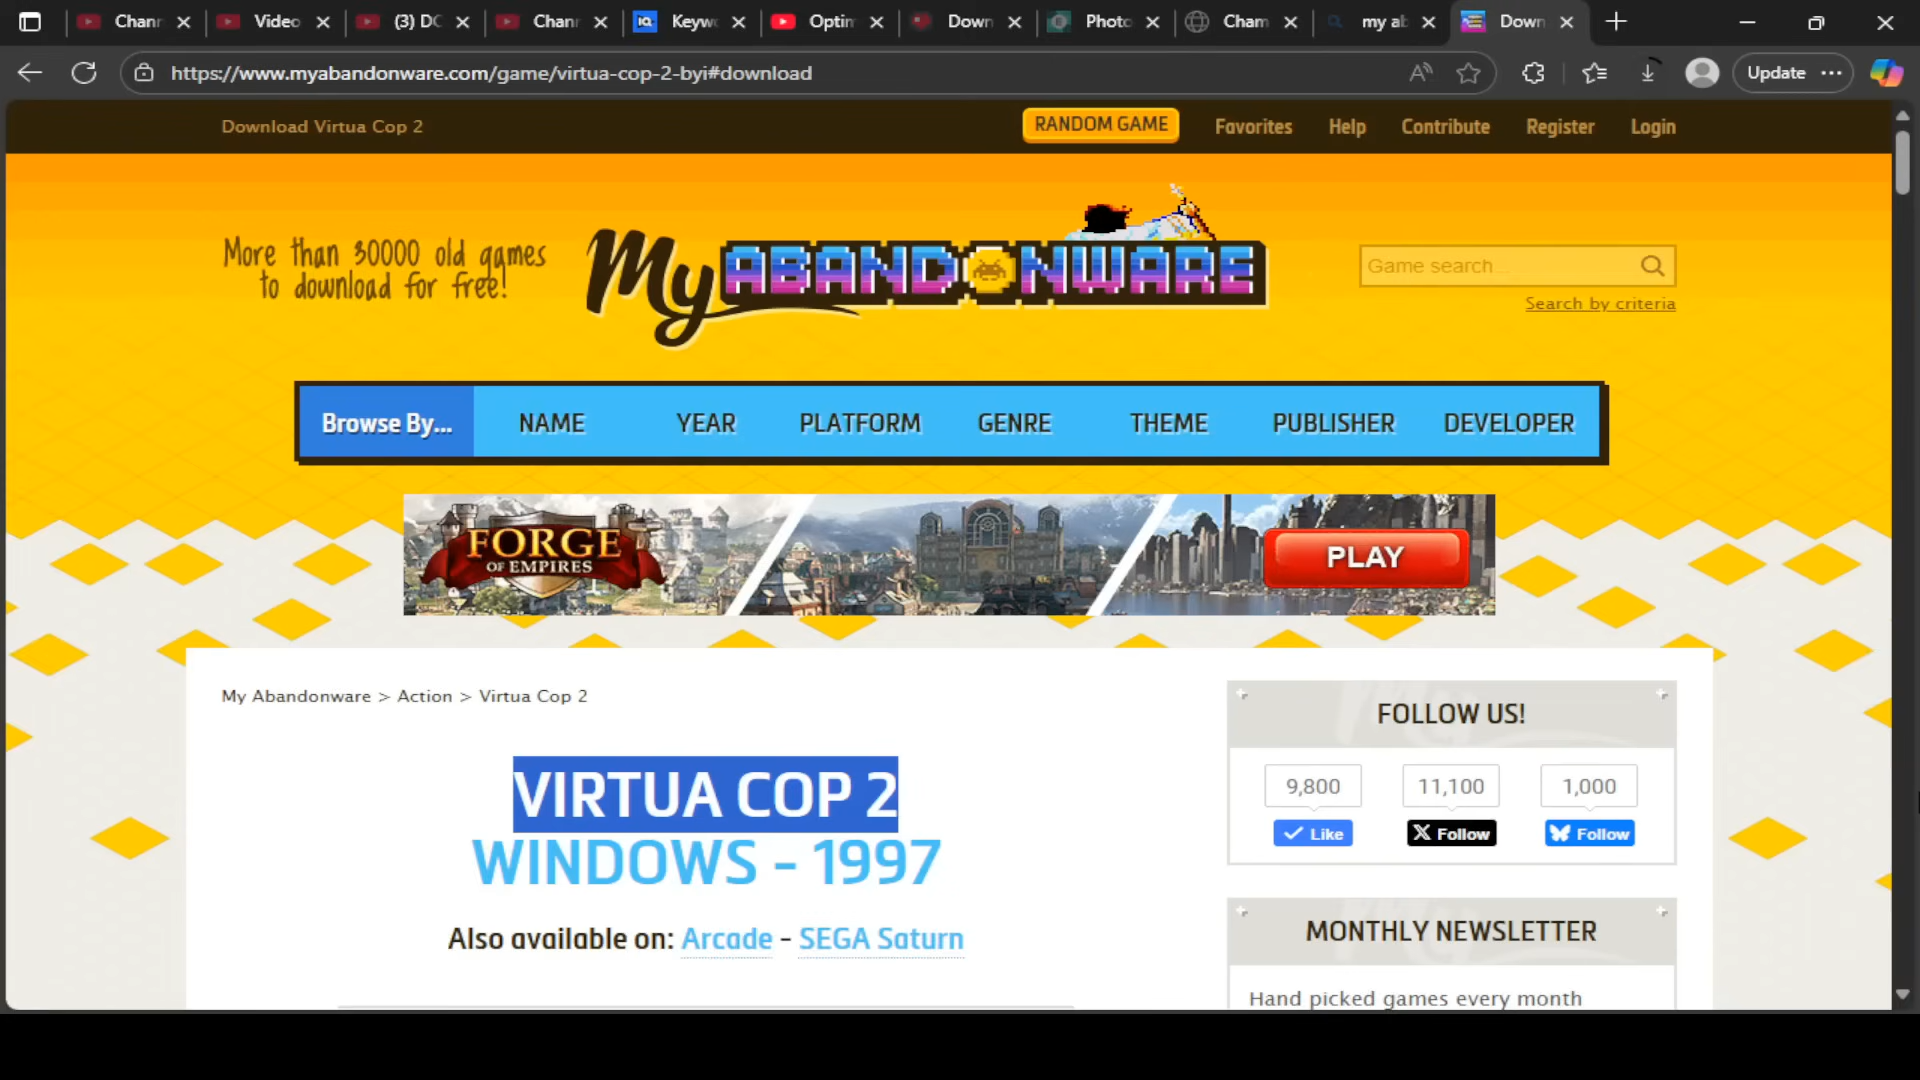 Chann
Video
(3) DC
Chann
Keywo
Optim
Down
Photo
Cham
my ab
Down
https://www.myabandonware.com/game/virtua-cop-2-byi#download
Update
Download Virtua Cop 2
RANDOM GAME
Favorites
Help
Contribute
Register
Login
More than 30000 old games
to download for free!
My ABANDONWARE
Game search...
Search by criteria
Browse By...
NAME
YEAR
PLATFORM
GENRE
THEME
PUBLISHER
DEVELOPER
FORGE
OF EMPIRES
PLAY
My Abandonware > Action > Virtua Cop 2
VIRTUA COP 2
WINDOWS - 1997
Also available on: Arcade - SEGA Saturn
FOLLOW US!
9,800
11,100
1,000
Like
X Follow
Follow
MONTHLY NEWSLETTER
Hand picked games every month